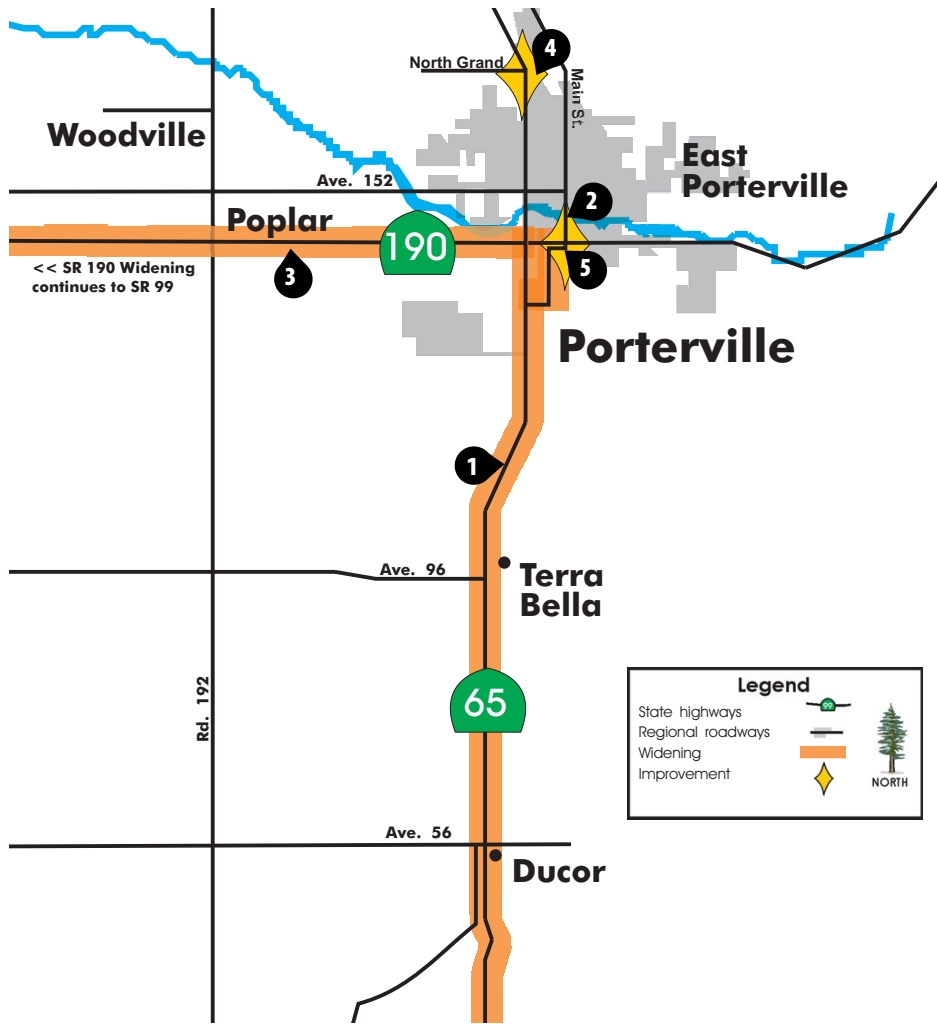 North Grand
4
Main St.
Woodville
East
Porterville
Ave. 152
2
Poplar
190
<< SR 190 Widening
continues to SR 99
3
5
Porterville
1
Ave. 96
Terra
Bella
Rd. 192
65
Legend
State highways
99
Regional roadways
Widening
Improvement
NORTH
Ave. 56
Ducor